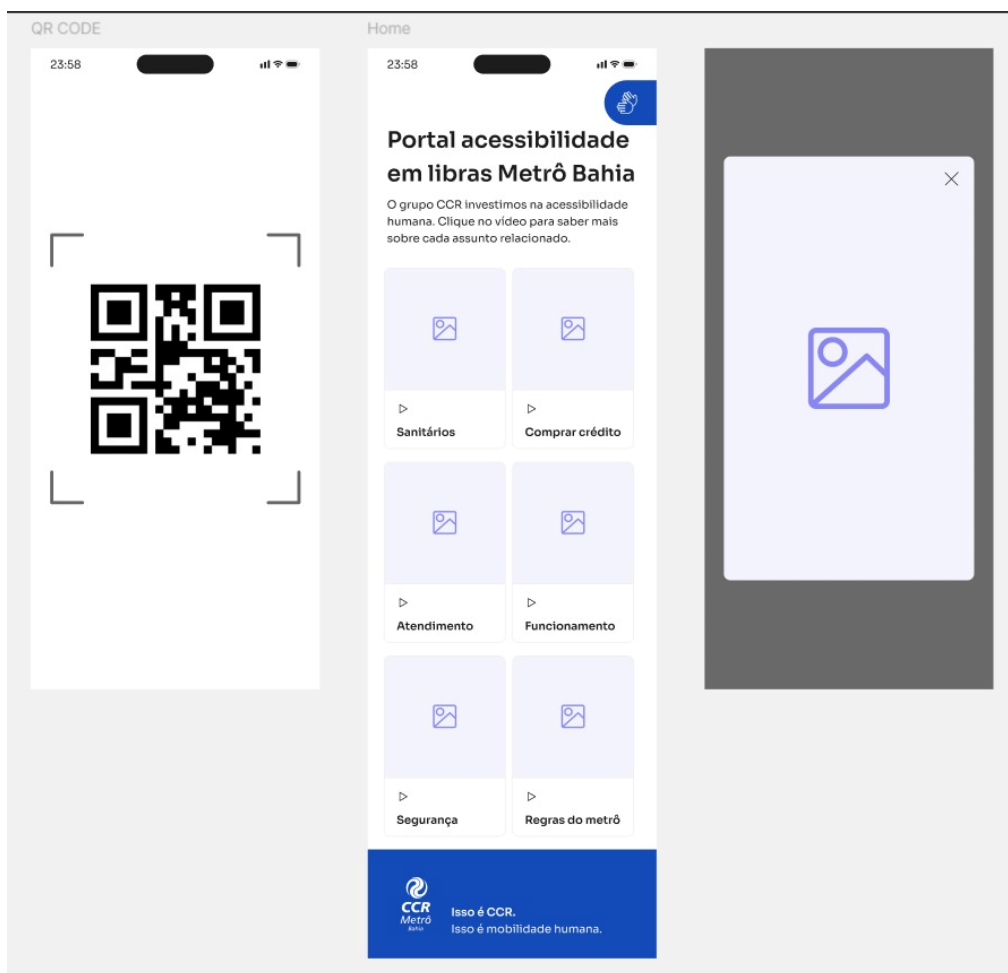 QR CODE
23:58
Home
23:58
Portal acessibilidade
em libras Metrô Bahia
O grupo CCR investimos na acessibilidade
humana. Clique no vídeo para saber mais
sobre cada assunto relacionado.
Sanitários
Comprar crédito
Atendimento
Funcionamento
Segurança
Regras do metrô
CCR
Metrô
Bahia
Isso é CCR.
Isso é mobilidade humana.